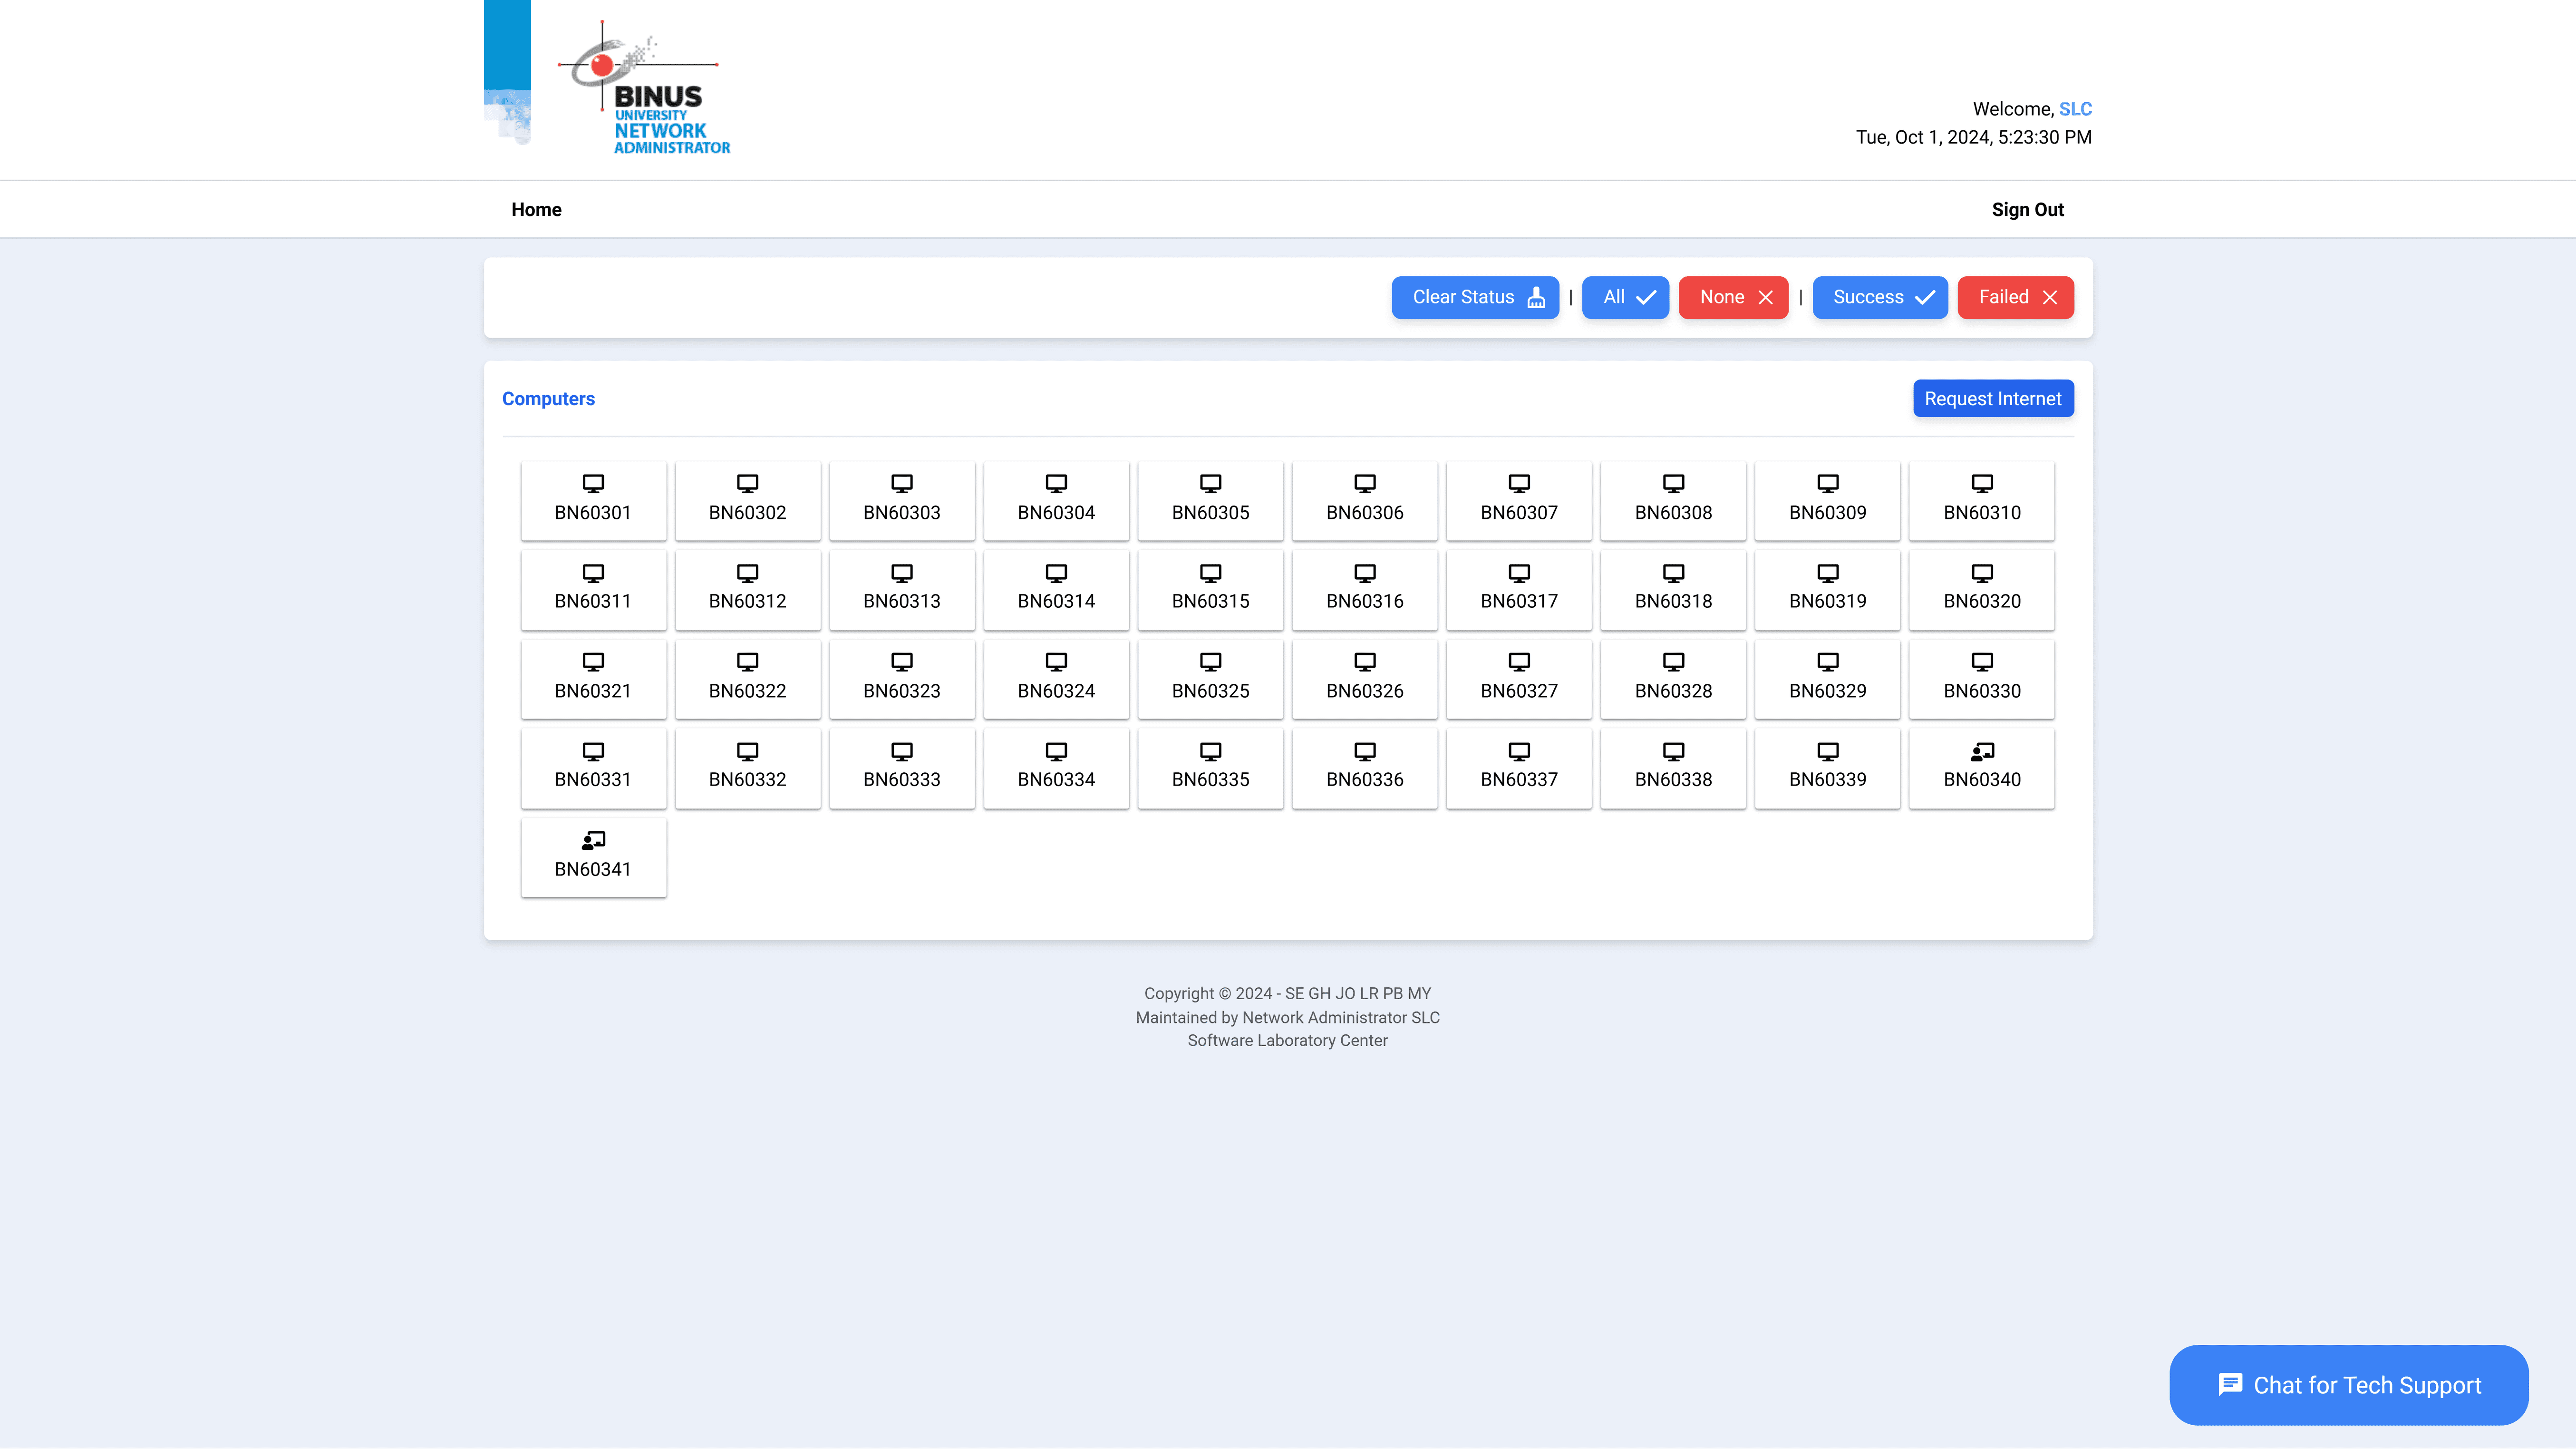 BINUS
UNIVERSITY
NETWORK
ADMINISTRATOR
Welcome, SLC
Tue, Oct 1, 2024, 5:23:30 PM
Home Sign Out
Clear Status | All None | Success Failed
Computers Request Internet
BN60301 BN60302 BN60303 BN60304 BN60305 BN60306 BN60307 BN60308 BN60309 BN60310
BN60311 BN60312 BN60313 BN60314 BN60315 BN60316 BN60317 BN60318 BN60319 BN60320
BN60321 BN60322 BN60323 BN60324 BN60325 BN60326 BN60327 BN60328 BN60329 BN60330
BN60331 BN60332 BN60333 BN60334 BN60335 BN60336 BN60337 BN60338 BN60339 BN60340
BN60341
Copyright © 2024 - SE GH JO LR PB MY
Maintained by Network Administrator SLC
Software Laboratory Center
Chat for Tech Support